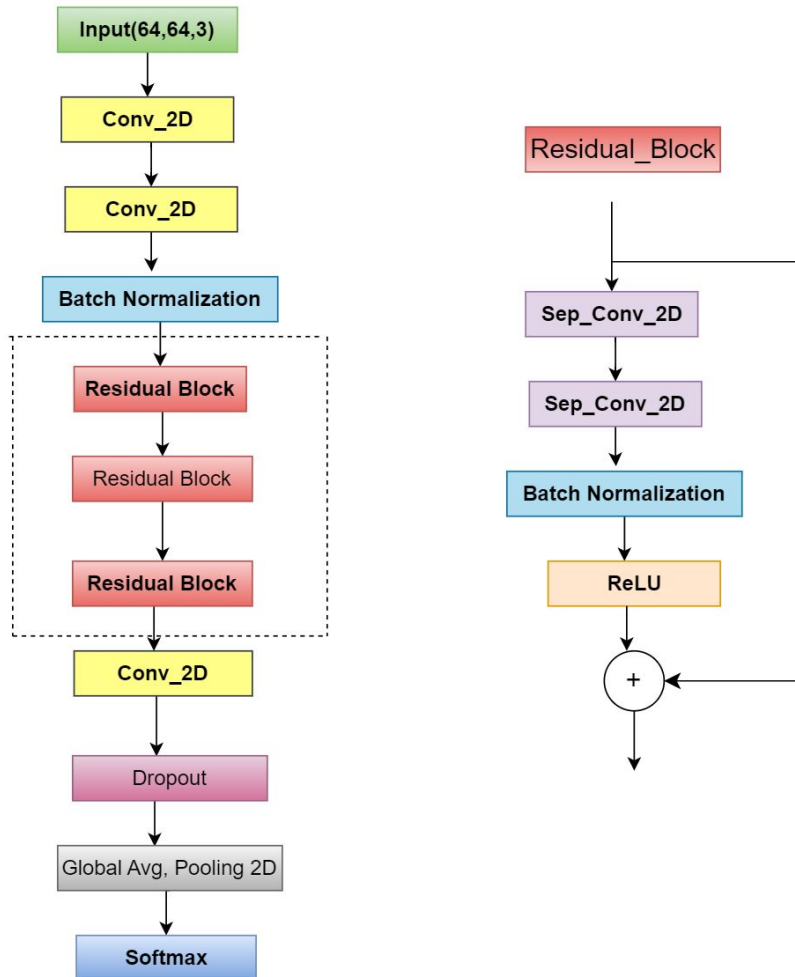 Input(64,64,3)
Conv_2D
Conv_2D
Batch Normalization
Residual Block
Residual Block
Residual Block
Conv_2D
Dropout
Global Avg, Pooling 2D
Softmax
Residual_Block
Sep_Conv_2D
Sep_Conv_2D
Batch Normalization
ReLU
+